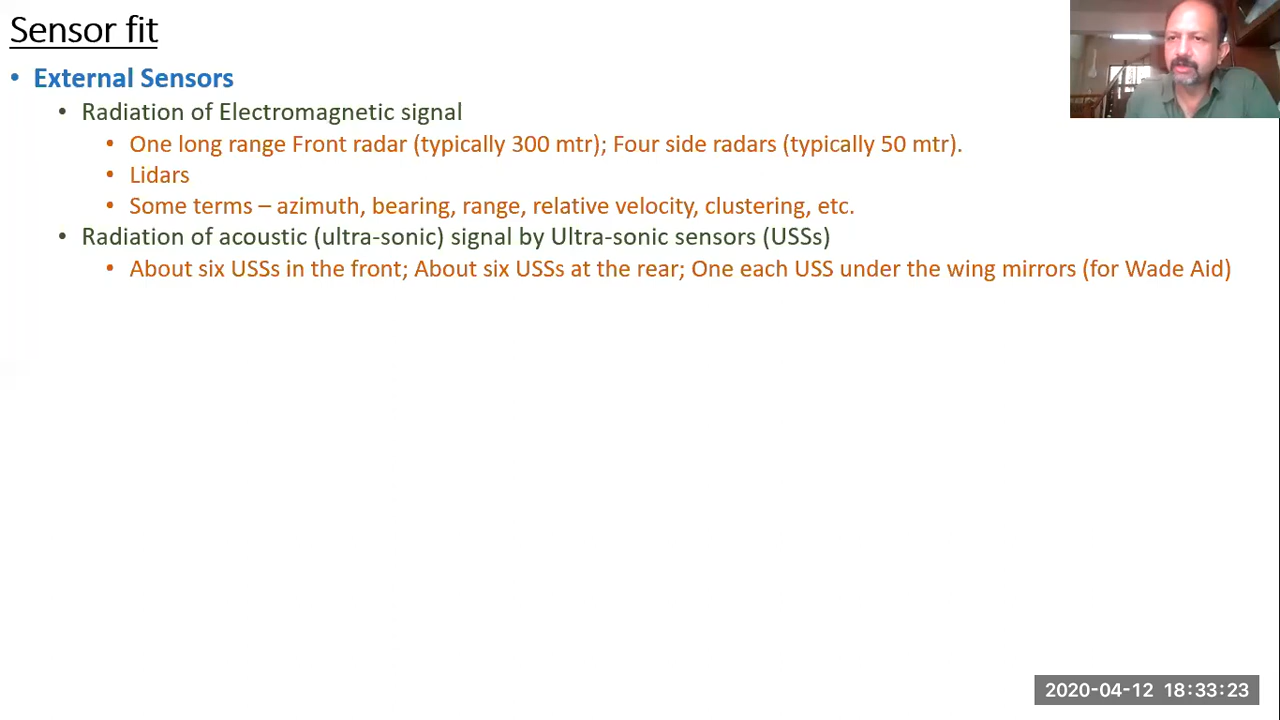 Sensor fit
• External Sensors
• Radiation of Electromagnetic signal
• One long range Front radar (typically 300 mtr); Four side radars (typically 50 mtr).
• Lidars
• Some terms – azimuth, bearing, range, relative velocity, clustering, etc.
• Radiation of acoustic (ultra-sonic) signal by Ultra-sonic sensors (USSs)
• About six USSs in the front; About six USSs at the rear; One each USS under the wing mirrors (for Wade Aid)
2020-04-12 18:33:23